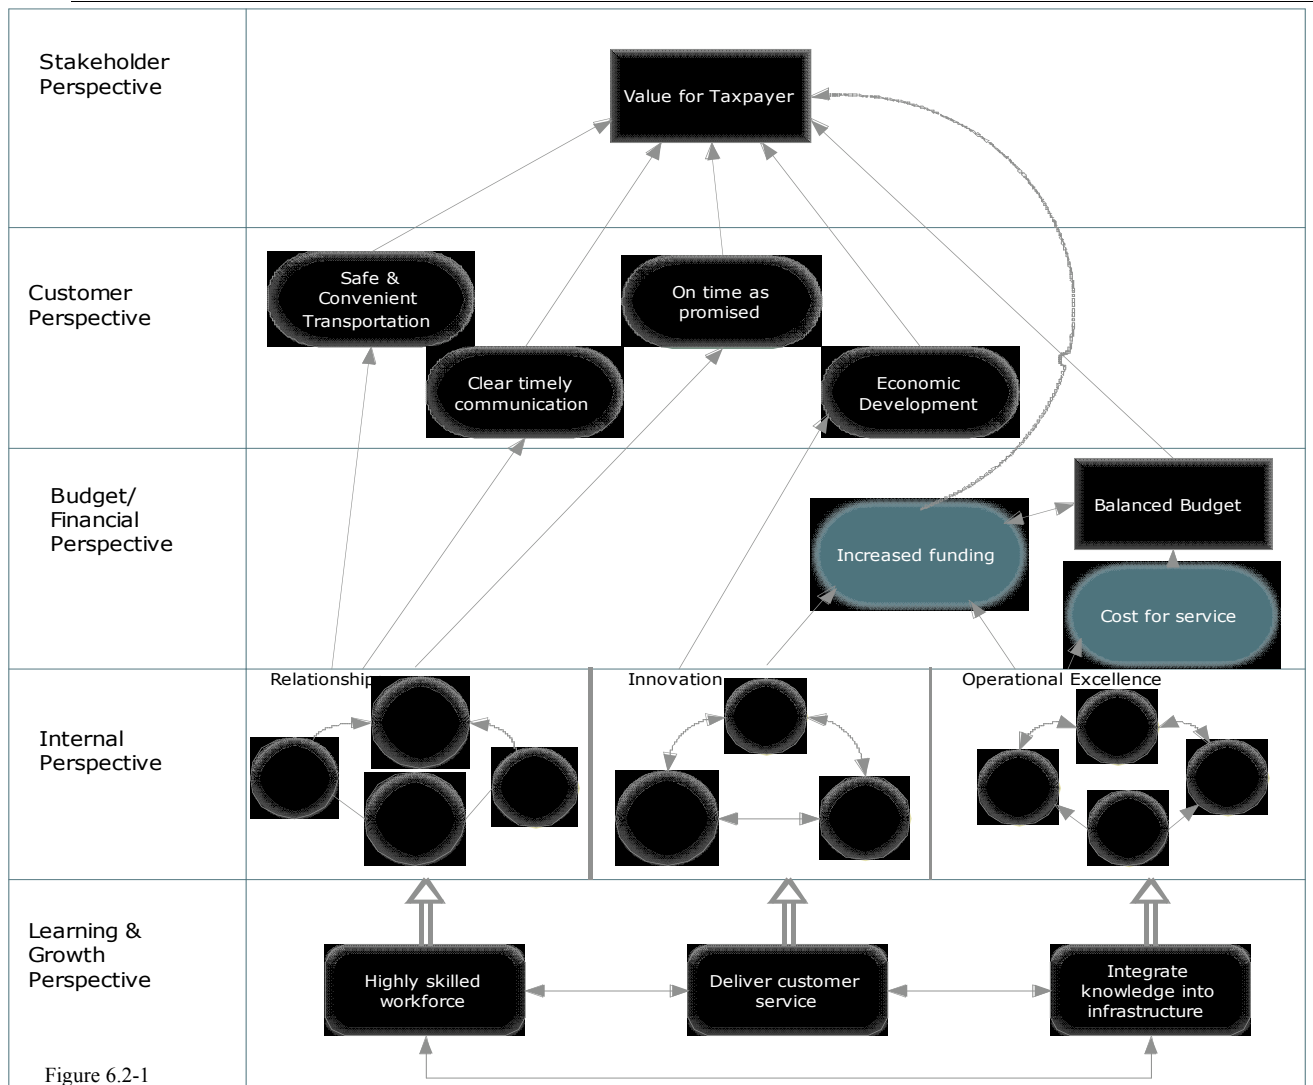 Stakeholder
Perspective
Value for Taxpayer
Customer
Perspective
Safe &
Convenient
Transportation
On time as
promised
Clear timely
communication
Economic
Development
Budget/
Financial
Perspective
Balanced Budget
Increased funding
Cost for service
Internal
Perspective
Relationship
Innovation
Operational Excellence
Learning &
Growth
Perspective
Highly skilled
workforce
Deliver customer
service
Integrate
knowledge into
infrastructure
Figure 6.2-1